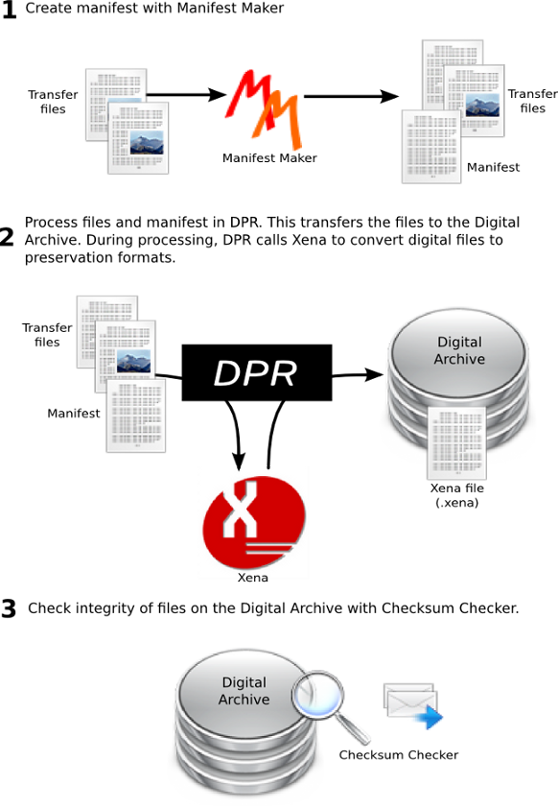 1 Create manifest with Manifest Maker
Transfer
files
Manifest Maker
Transfer
files
Manifest
2 Process files and manifest in DPR. This transfers the files to the Digital
Archive. During processing, DPR calls Xena to convert digital files to
preservation formats.
Transfer
files
Manifest
DPR
Digital
Archive
Xena file
(.xena)
X
Xena
3 Check integrity of files on the Digital Archive with Checksum Checker.
Digital
Archive
Checksum Checker